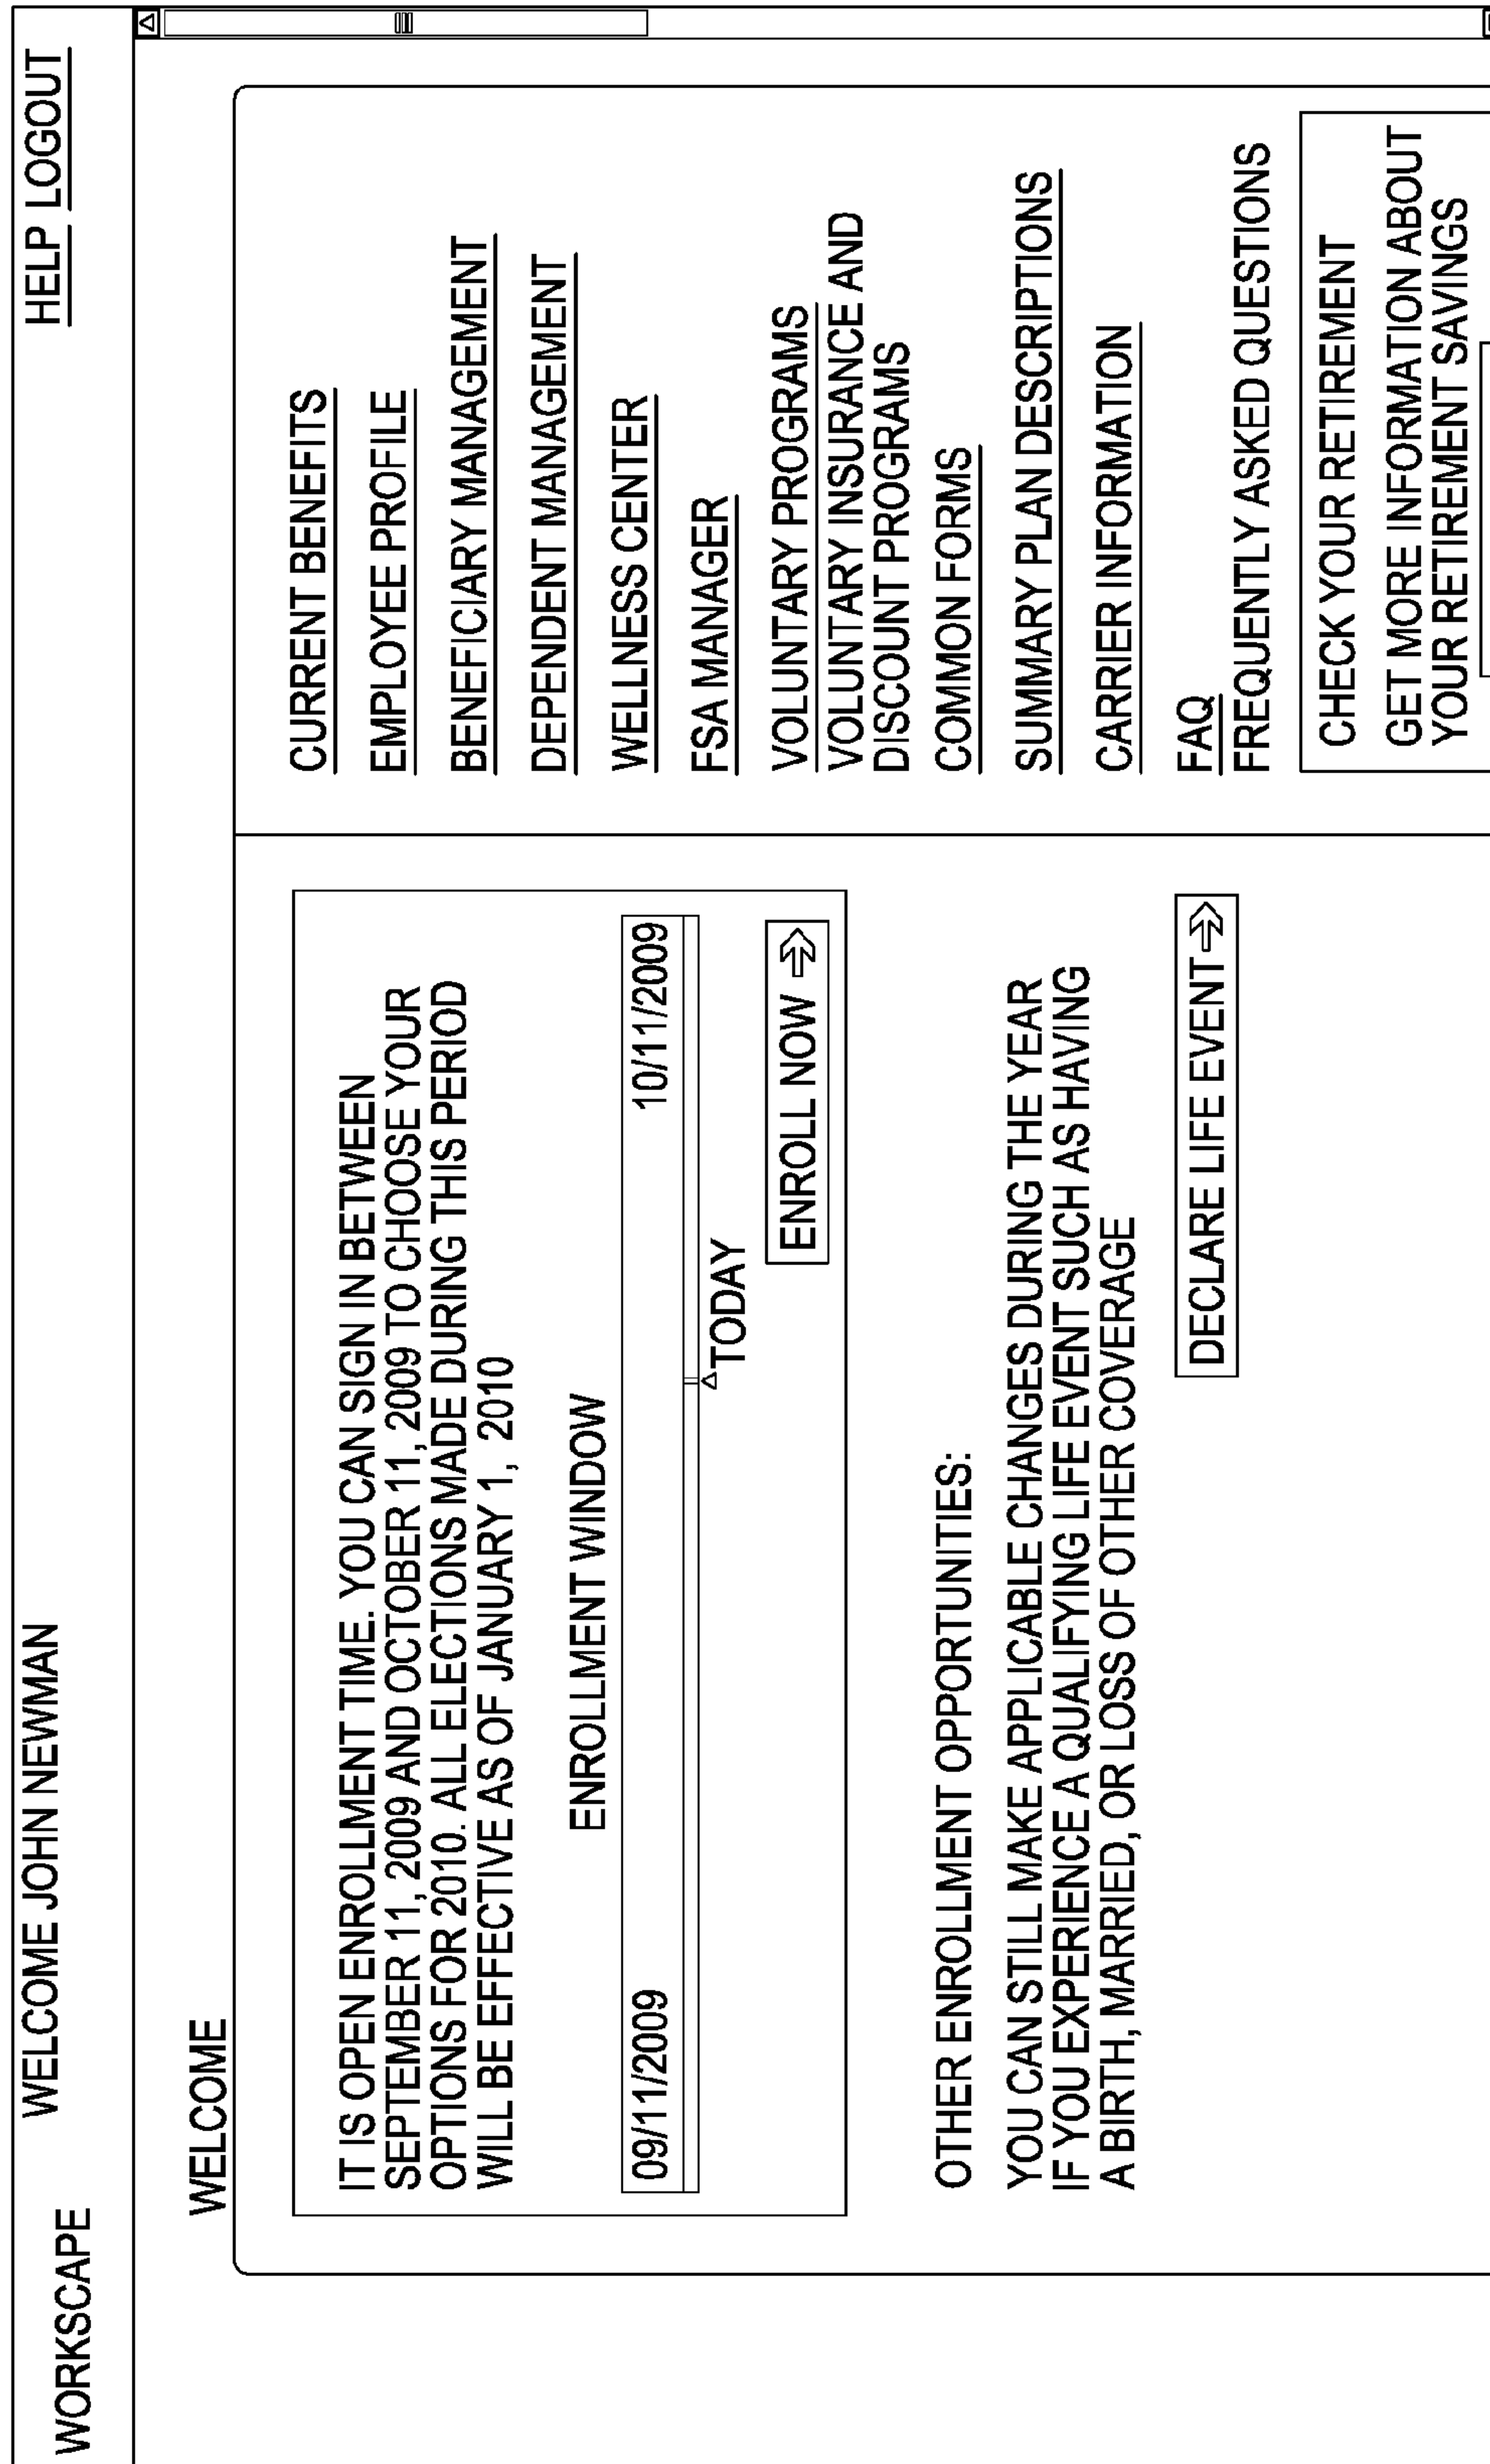 WORKSCAPE
WELCOME JOHN NEWMAN
HELP LOGOUT
WELCOME
IT IS OPEN ENROLLMENT TIME. YOU CAN SIGN IN BETWEEN
SEPTEMBER 11, 2009 AND OCTOBER 11, 2009 TO CHOOSE YOUR
OPTIONS FOR 2010. ALL ELECTIONS MADE DURING THIS PERIOD
WILL BE EFFECTIVE AS OF JANUARY 1, 2010
ENROLLMENT WINDOW
09/11/2009 10/11/2009
TODAY
ENROLL NOW
OTHER ENROLLMENT OPPORTUNITIES:
YOU CAN STILL MAKE APPLICABLE CHANGES DURING THE YEAR
IF YOU EXPERIENCE A QUALIFYING LIFE EVENT SUCH AS HAVING
A BIRTH, MARRIED, OR LOSS OF OTHER COVERAGE
DECLARE LIFE EVENT
CURRENT BENEFITS
EMPLOYEE PROFILE
BENEFICIARY MANAGEMENT
DEPENDENT MANAGEMENT
WELLNESS CENTER
FSA MANAGER
VOLUNTARY PROGRAMS
VOLUNTARY INSURANCE AND
DISCOUNT PROGRAMS
COMMON FORMS
SUMMARY PLAN DESCRIPTIONS
CARRIER INFORMATION
FAQ
FREQUENTLY ASKED QUESTIONS
CHECK YOUR RETIREMENT
GET MORE INFORMATION ABOUT
YOUR RETIREMENT SAVINGS